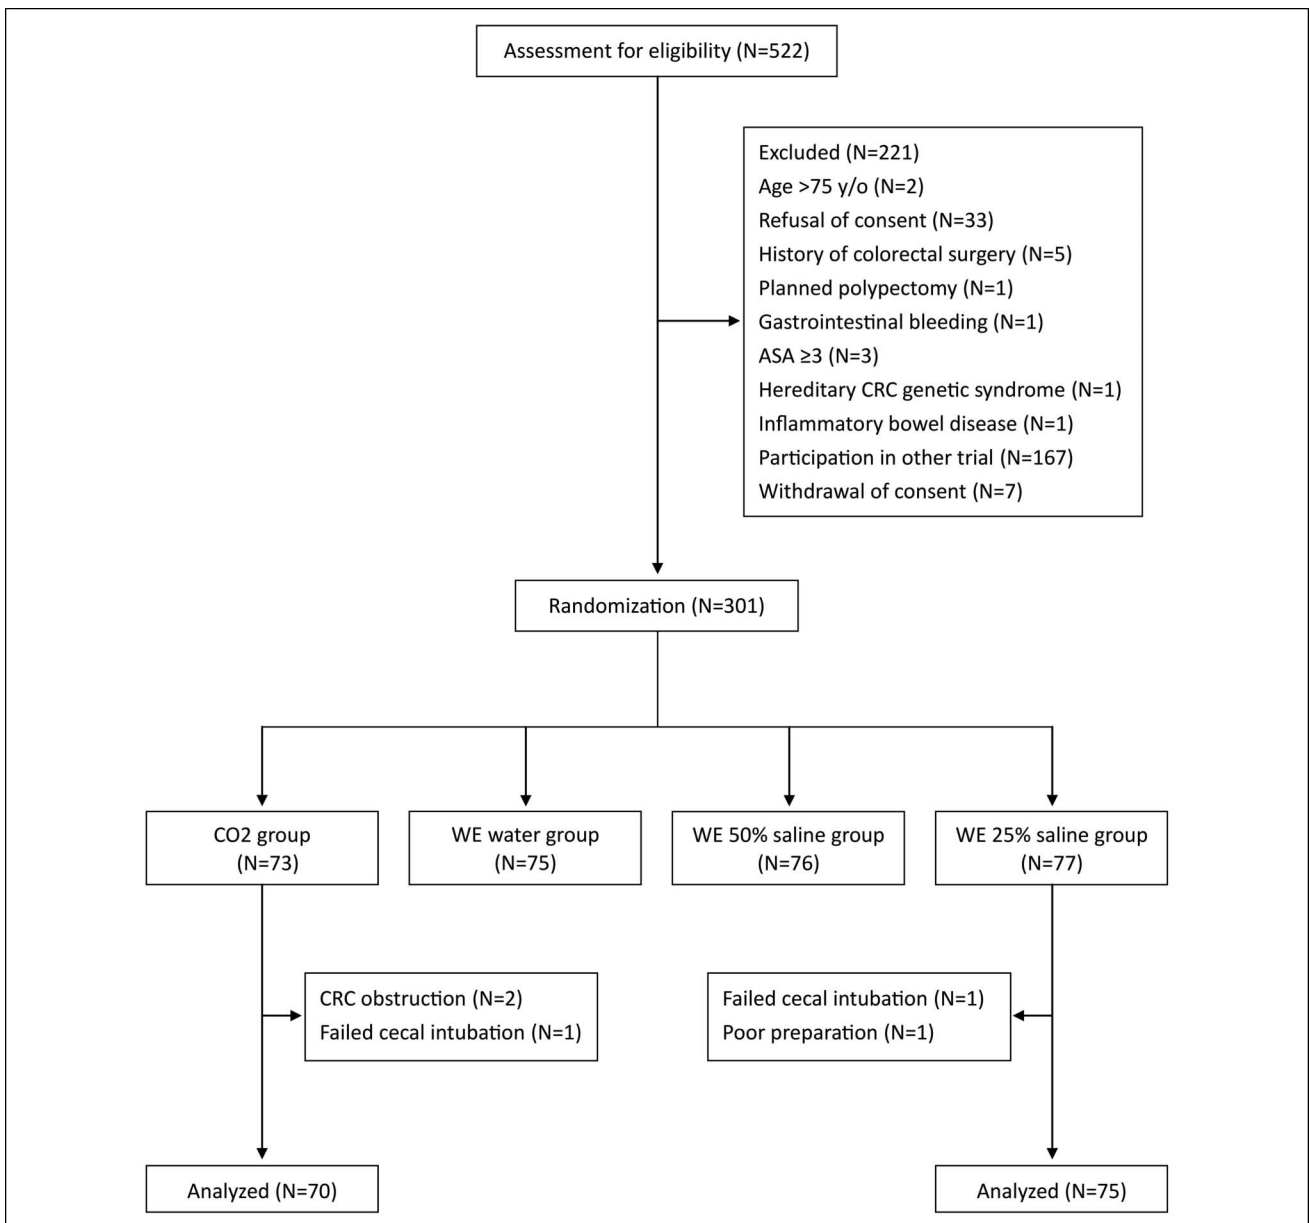 Assessment for eligibility (N=522)
Excluded (N=221)
Age >75 y/o (N=2)
Refusal of consent (N=33)
History of colorectal surgery (N=5)
Planned polypectomy (N=1)
Gastrointestinal bleeding (N=1)
ASA ≥3 (N=3)
Hereditary CRC genetic syndrome (N=1)
Inflammatory bowel disease (N=1)
Participation in other trial (N=167)
Withdrawal of consent (N=7)
Randomization (N=301)
CO2 group
(N=73)
WE water group
(N=75)
WE 50% saline group
(N=76)
WE 25% saline group
(N=77)
CRC obstruction (N=2)
Failed cecal intubation (N=1)
Failed cecal intubation (N=1)
Poor preparation (N=1)
Analyzed (N=70)
Analyzed (N=75)